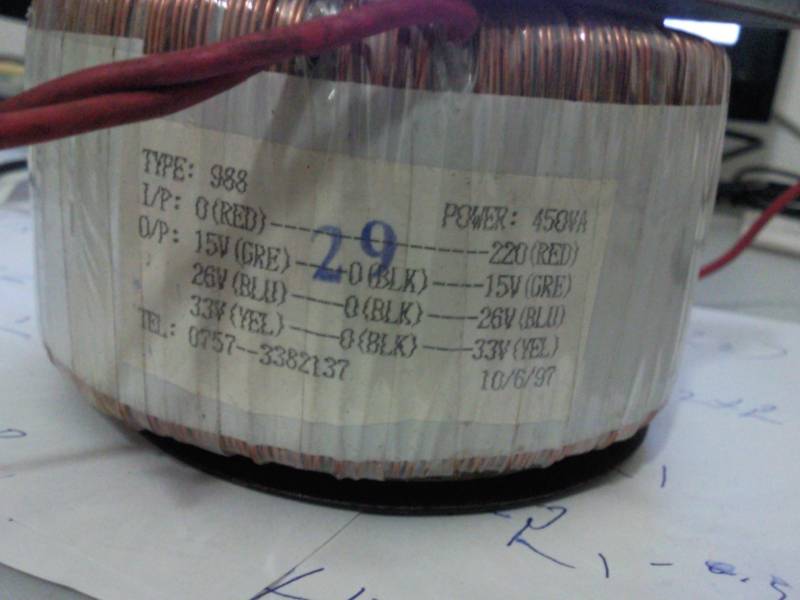 TYPE: 988
POWER: 450VA
I/P: 0(RED)----------220(RED)
O/P: 15V(GRE)---0(BLK)----15V(GRE)
26V(BLU)---0(BLK)----26V(BLU)
33V(YEL)---0(BLK)----33V(YEL)
TEL: 0757--3382137
10/6/97
29
R1 -